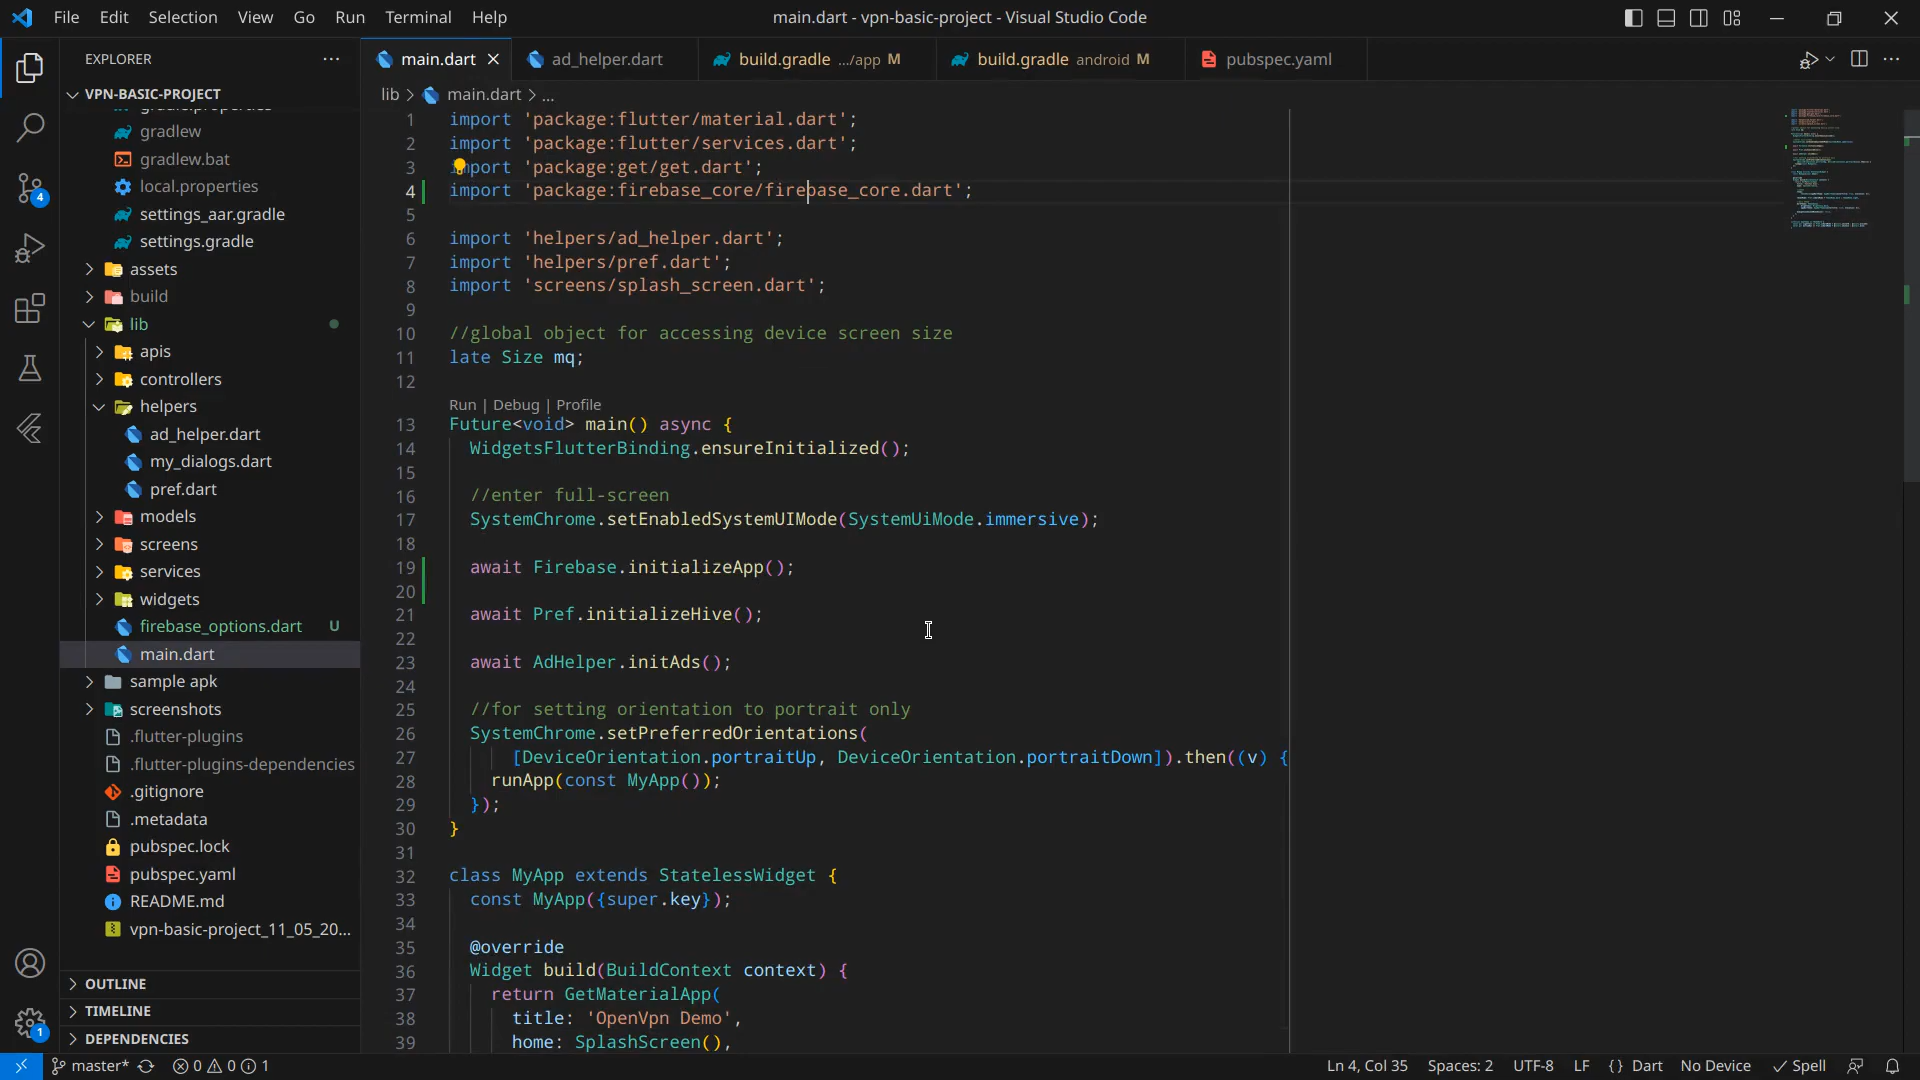 File Edit Selection View Go Run Terminal Help
main.dart - vpn-basic-project - Visual Studio Code
EXPLORER
VPN-BASIC-PROJECT
gradle.properties
gradlew
gradlew.bat
local.properties
settings_aar.gradle
settings.gradle
assets
build
lib
apis
controllers
helpers
ad_helper.dart
my_dialogs.dart
pref.dart
models
screens
services
widgets
firebase_options.dart U
main.dart
sample apk
screenshots
.flutter-plugins
.flutter-plugins-dependencies
.gitignore
.metadata
pubspec.lock
pubspec.yaml
README.md
vpn-basic-project_11_05_20...
OUTLINE
TIMELINE
DEPENDENCIES
4
1
main.dart
ad_helper.dart
build.gradle .../app M
build.gradle android M
pubspec.yaml
lib > main.dart > ...
1 import 'package:flutter/material.dart';
2 import 'package:flutter/services.dart';
3 import 'package:get/get.dart';
4 import 'package:firebase_core/firebase_core.dart';
5
6 import 'helpers/ad_helper.dart';
7 import 'helpers/pref.dart';
8 import 'screens/splash_screen.dart';
9
10 //global object for accessing device screen size
11 late Size mq;
12
Run | Debug | Profile
13 Future<void> main() async {
14 WidgetsFlutterBinding.ensureInitialized();
15
16 //enter full-screen
17 SystemChrome.setEnabledSystemUIMode(SystemUiMode.immersive);
18
19 await Firebase.initializeApp();
20
21 await Pref.initializeHive();
22
23 await AdHelper.initAds();
24
25 //for setting orientation to portrait only
26 SystemChrome.setPreferredOrientations(
27 [DeviceOrientation.portraitUp, DeviceOrientation.portraitDown]).then((v) {
28 runApp(const MyApp());
29 });
30 }
31
32 class MyApp extends StatelessWidget {
33 const MyApp({super.key});
34
35 @override
36 Widget build(BuildContext context) {
37 return GetMaterialApp(
38 title: 'OpenVpn Demo',
39 home: SplashScreen(),
master* 0 0 1
Ln 4, Col 35 Spaces: 2 UTF-8 LF {} Dart No Device Spell